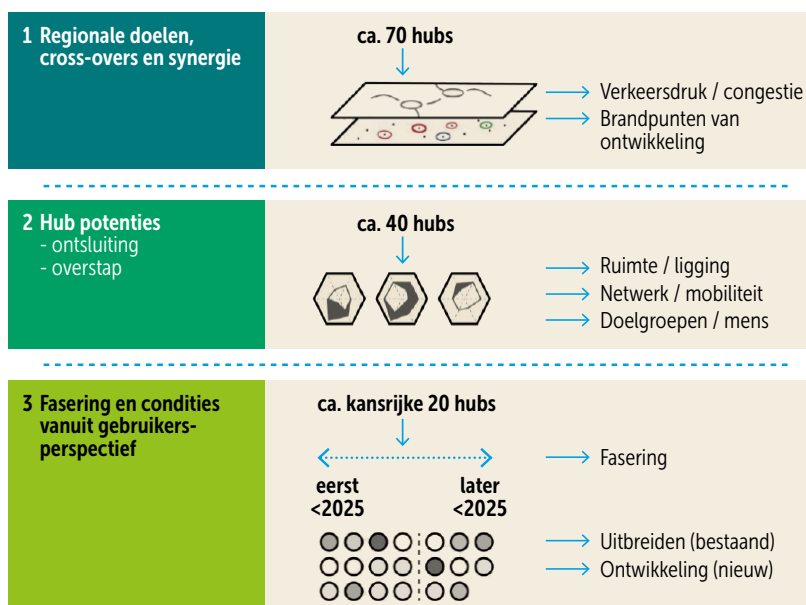 1 Regionale doelen,
cross-overs en synergie
ca. 70 hubs
Verkeersdruk / congestie
Brandpunten van
ontwikkeling
2 Hub potenties
- ontsluiting
- overstap
ca. 40 hubs
Ruimte / ligging
Netwerk / mobiliteit
Doelgroepen / mens
3 Fasering en condities
vanuit gebruikers-
perspectief
ca. kansrijke 20 hubs
Fasering
eerst
<2025
later
<2025
Uitbreiden (bestaand)
Ontwikkeling (nieuw)